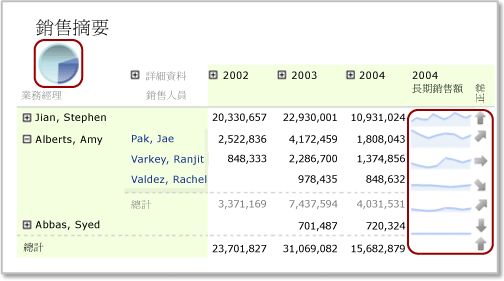 銷售摘要
詳細資料 2002 2003 2004 2004
業務經理 銷售人員 長期銷售額
Jian, Stephen 20,330,657 22,930,001 10,931,024
Alberts, Amy Pak, Jae 2,522,836 4,172,459 1,808,043
Varkey, Ranjit 848,333 2,286,700 1,374,856
Valdez, Rachel 978,435 848,632
總計 3,371,169 7,437,594 4,031,531
Abbas, Syed 701,487 720,324
總計 23,701,827 31,069,082 15,682,879